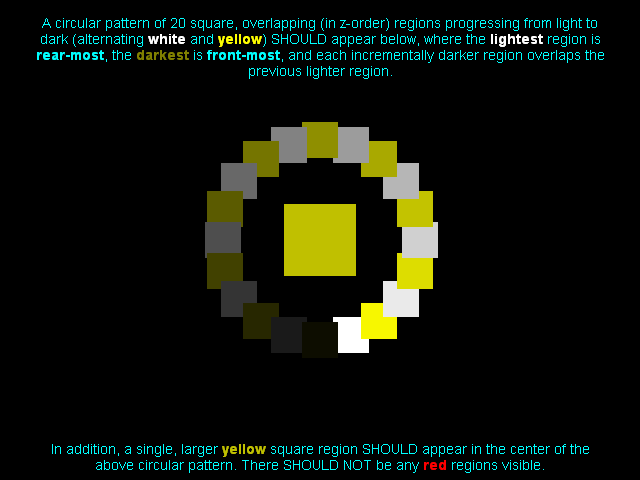 A circular pattern of 20 square, overlapping (in z-order) regions progressing from light to
dark (alternating white and yellow) SHOULD appear below, where the lightest region is
rear-most, the darkest is front-most, and each incrementally darker region overlaps the
previous lighter region.
In addition, a single, larger yellow square region SHOULD appear in the center of the
above circular pattern. There SHOULD NOT be any red regions visible.